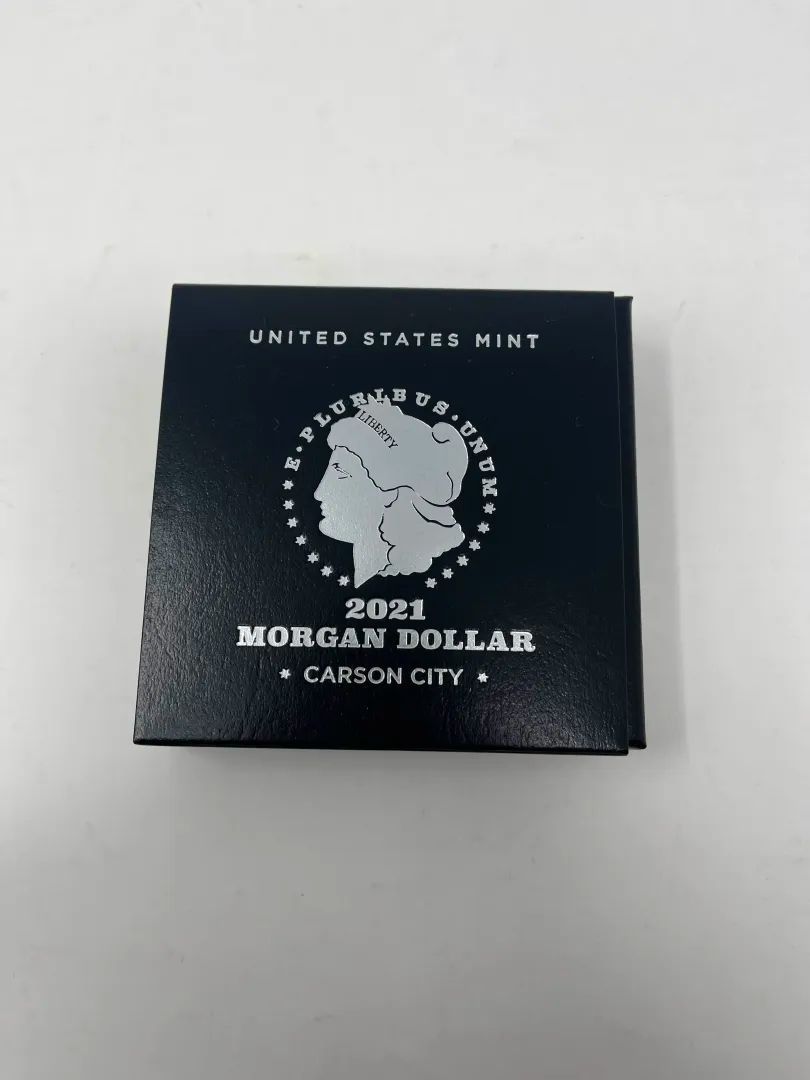 UNITED STATES MINT
E·PLURIBUS·UNUM
LIBERTY
2021
MORGAN DOLLAR
* CARSON CITY *